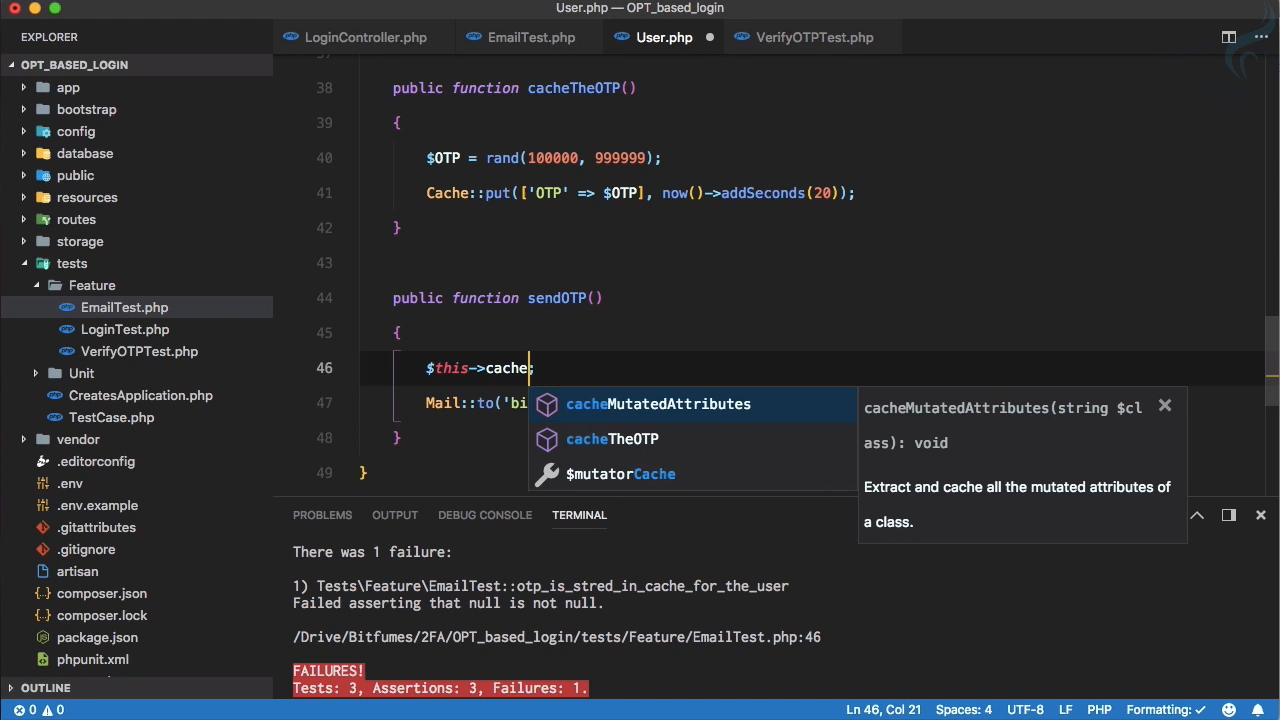 User.php — OPT_based_login
EXPLORER
LoginController.php
EmailTest.php
User.php
VerifyOTPTest.php
OPT_BASED_LOGIN
app
bootstrap
config
database
public
resources
routes
storage
tests
Feature
EmailTest.php
LoginTest.php
VerifyOTPTest.php
Unit
CreatesApplication.php
TestCase.php
vendor
.editorconfig
.env
.env.example
.gitattributes
.gitignore
artisan
composer.json
composer.lock
package.json
phpunit.xml
OUTLINE
38 public function cacheTheOTP()
39 {
40 $OTP = rand(100000, 999999);
41 Cache::put(['OTP' => $OTP], now()->addSeconds(20));
42 }
43
44 public function sendOTP()
45 {
46 $this->cache;
47 Mail::to('bi
48 }
49 }
cacheMutatedAttributes
cacheTheOTP
$mutatorCache
cacheMutatedAttributes(string $cl
ass): void
Extract and cache all the mutated attributes of
a class.
PROBLEMS OUTPUT DEBUG CONSOLE TERMINAL
There was 1 failure:
1) Tests\Feature\EmailTest::otp_is_stred_in_cache_for_the_user
Failed asserting that null is not null.
/Drive/Bitfumes/2FA/OPT_based_login/tests/Feature/EmailTest.php:46
FAILURES!
Tests: 3, Assertions: 3, Failures: 1.
0 0 Ln 46, Col 21 Spaces: 4 UTF-8 LF PHP Formatting: ✓